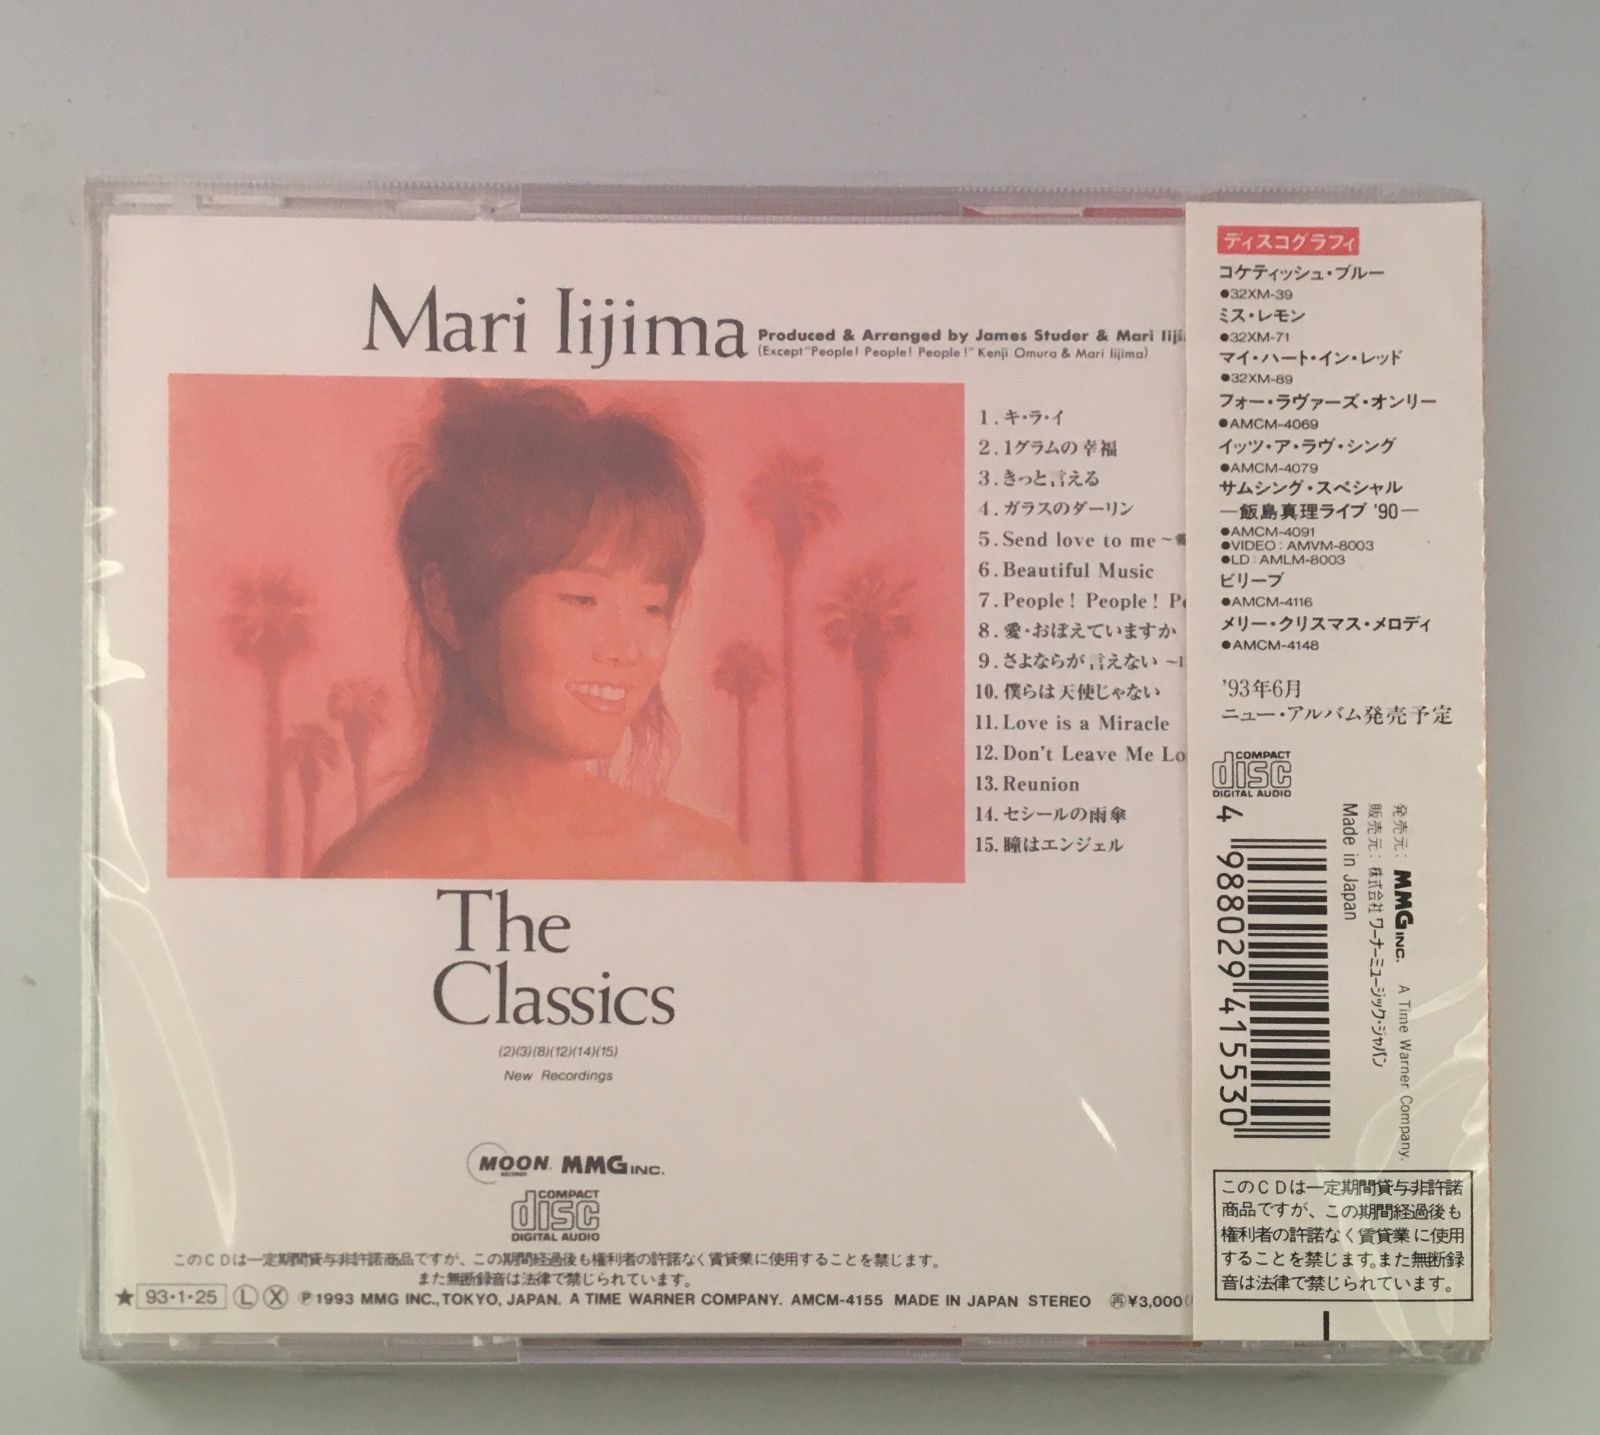 Mari Iijima
Produced & Arranged by James Studer & Mari Iiji
(Except "People! People! People!" Kenji Omura & Mari Iijima)
1. キ・ラ・イ
2. 1グラムの幸福
3. きっと言える
4. ガラスのダーリン
5. Send love to me ~
6. Beautiful Music
7. People! People! Pe
8. 愛・おぼえていますか
9. さよならが言えない ~
10. 僕らは天使じゃない
11. Love is a Miracle
12. Don't Leave Me Lo
13. Reunion
14. セシールの雨傘
15. 瞳はエンジェル
The
Classics
(2)(3)(8)(12)(14)(15)
New Recordings
MOON RECORDS MMG INC.
COMPACT
disc
DIGITAL AUDIO
このCDは一定期間貸与非許諾商品ですが、この期間経過後も権利者の許諾なく賃貸業に使用することを禁じます。
また無断録音は法律で禁じられています。
★ 93・1・25 Ⓛ Ⓧ ℗1993 MMG INC., TOKYO, JAPAN. A TIME WARNER COMPANY. AMCM-4155 MADE IN JAPAN STEREO ㊢¥3,000
ディスコグラフィ
コケティッシュ・ブルー
●32XM-39
ミス・レモン
●32XM-71
マイ・ハート・イン・レッド
●32XM-89
フォー・ラヴァーズ・オンリー
●AMCM-4069
イッツ・ア・ラヴ・シング
●AMCM-4079
サムシング・スペシャル
―飯島真理ライブ '90―
●AMCM-4091
●VIDEO: AMVM-8003
●LD: AMLM-8003
ビリーブ
●AMCM-4116
メリー・クリスマス・メロディ
●AMCM-4148
'93年6月
ニュー・アルバム発売予定
COMPACT
disc
DIGITAL AUDIO
発売元: MMG INC. A Time Warner Company.
販売元: 株式会社 ワーナーミュージック・ジャパン
Made in Japan
4 988029 415530
このCDは一定期間貸与非許諾
商品ですが、この期間経過後も
権利者の許諾なく賃貸業に使用
することを禁じます。また無断録
音は法律で禁じられています。